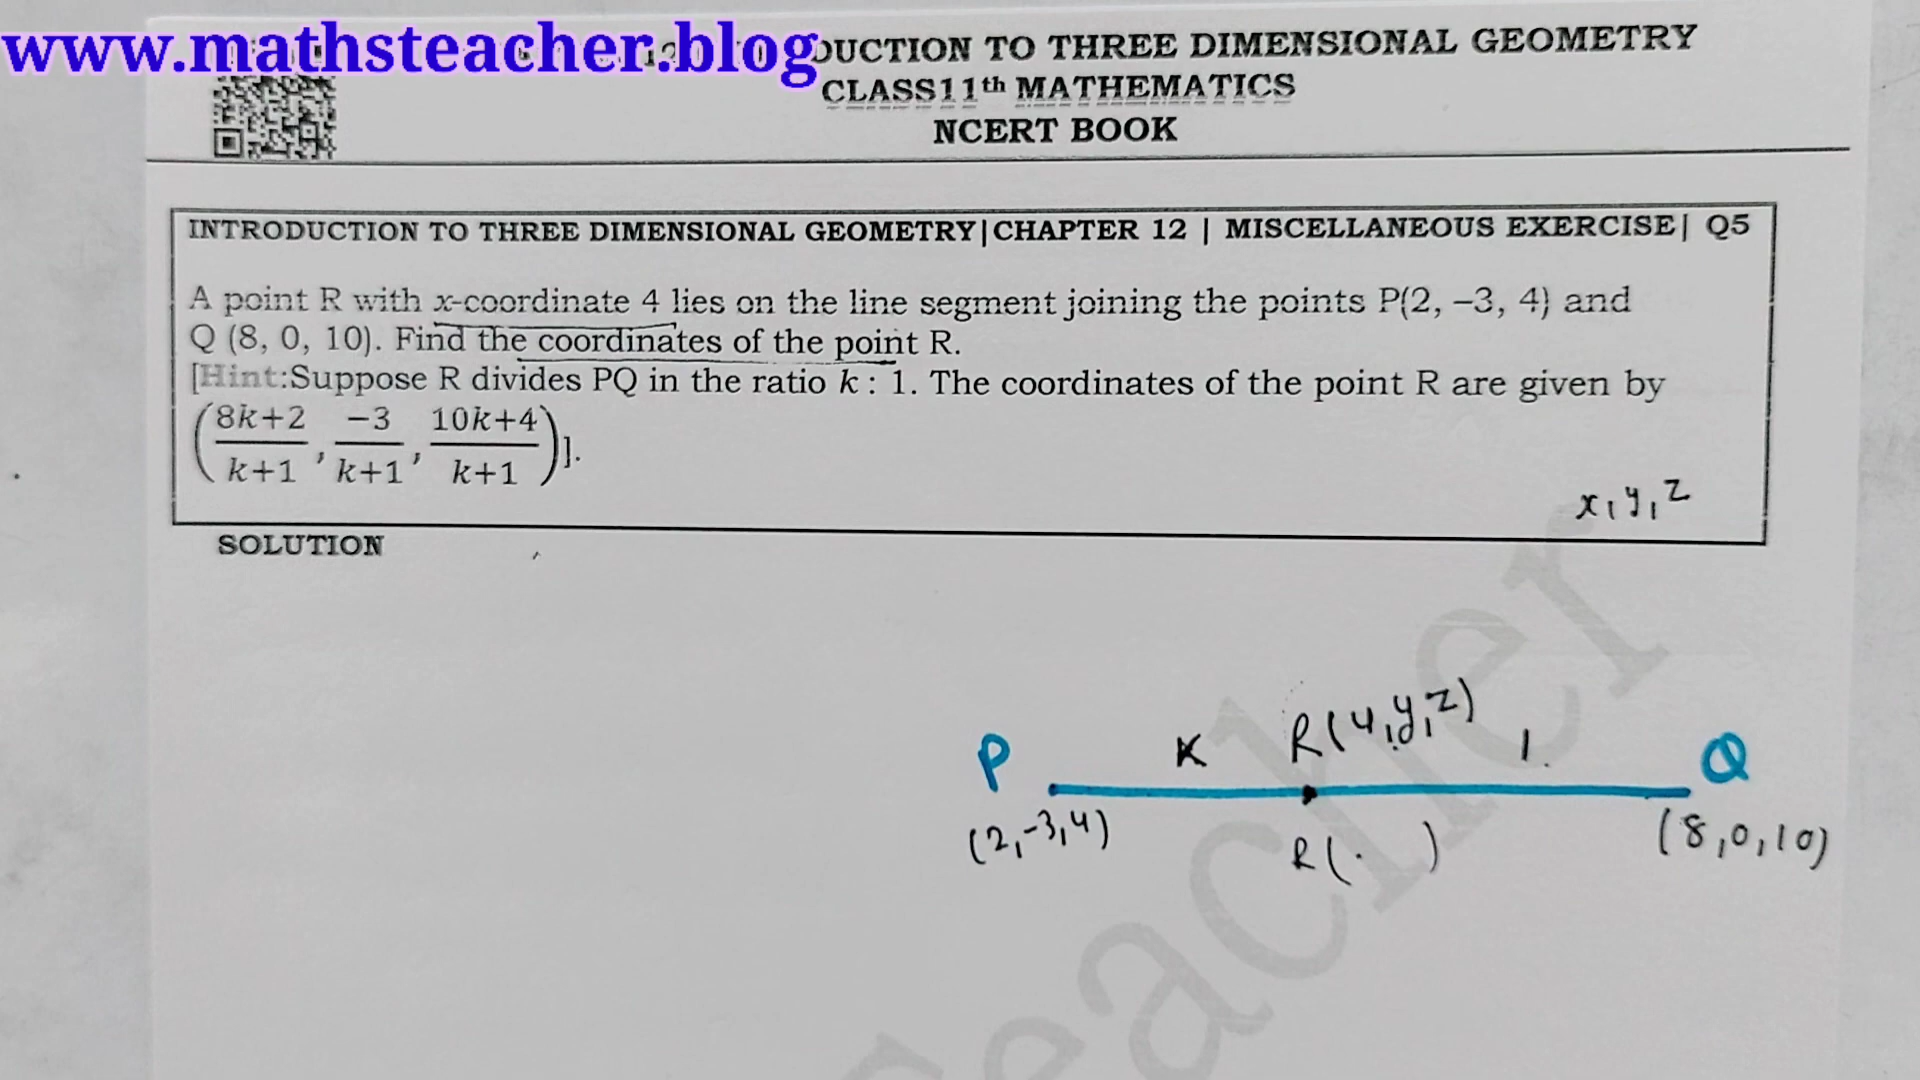 www.mathsteacher.blog
DUCTION TO THREE DIMENSIONAL GEOMETRY
CLASS11th MATHEMATICS
NCERT BOOK
INTRODUCTION TO THREE DIMENSIONAL GEOMETRY|CHAPTER 12 | MISCELLANEOUS EXERCISE| Q5
A point R with x-coordinate 4 lies on the line segment joining the points P(2, –3, 4) and
Q (8, 0, 10). Find the coordinates of the point R.
[Hint:Suppose R divides PQ in the ratio k : 1. The coordinates of the point R are given by
(8k+2/k+1, −3/k+1, 10k+4/k+1)].
x, y, z
SOLUTION
P K R(4,y,z) 1 Q
(2,-3,4) R( ) (8,0,10)
eacher